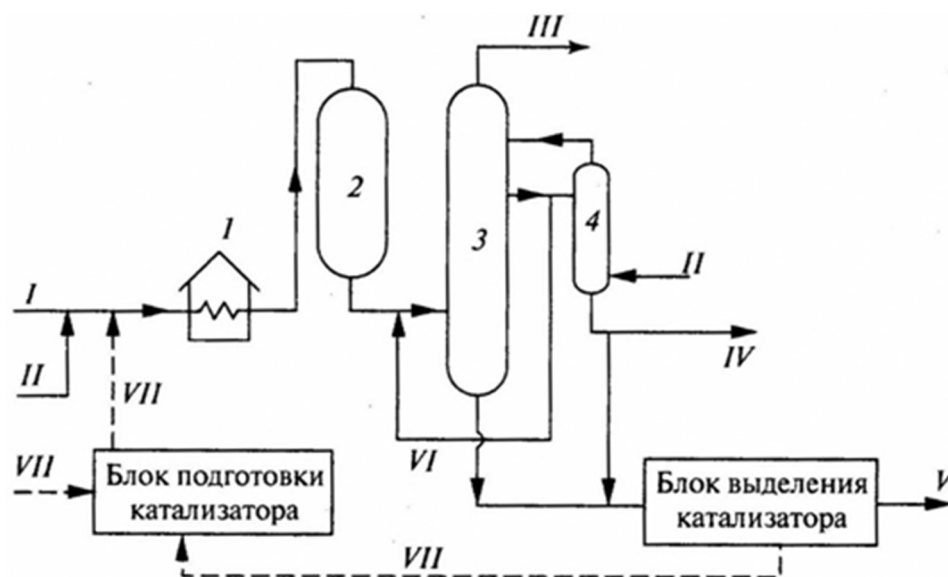 III
2
1
3
4
I
II
II
IV
VII
VI
VII
Блок подготовки
катализатора
Блок выделения
катализатора
V
VII